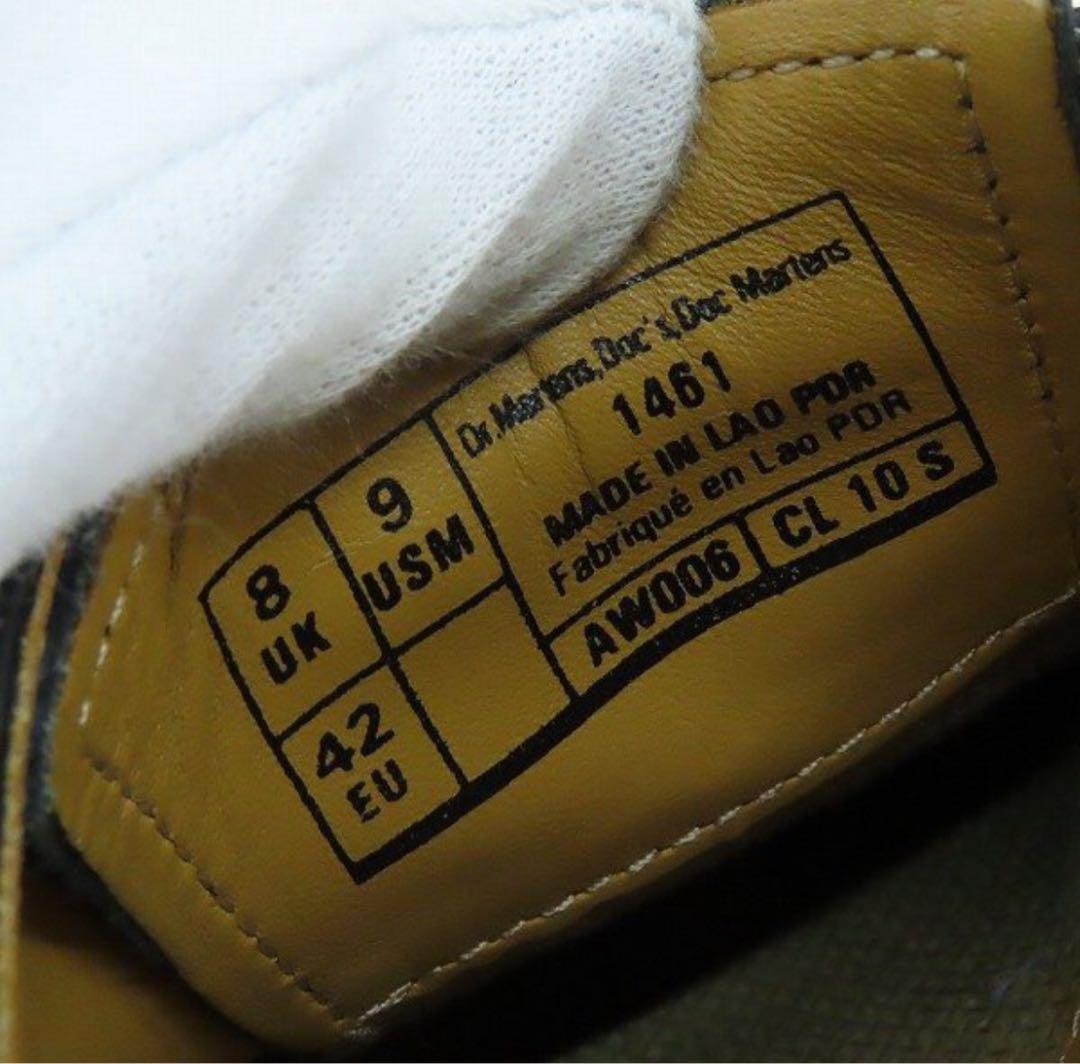 8
UK
9
USM
42
EU
Dr.Martens,Doc's,Doc Martens
1461
MADE IN LAO PDR
Fabriqué en Lao PDR
AW006
CL 10 S